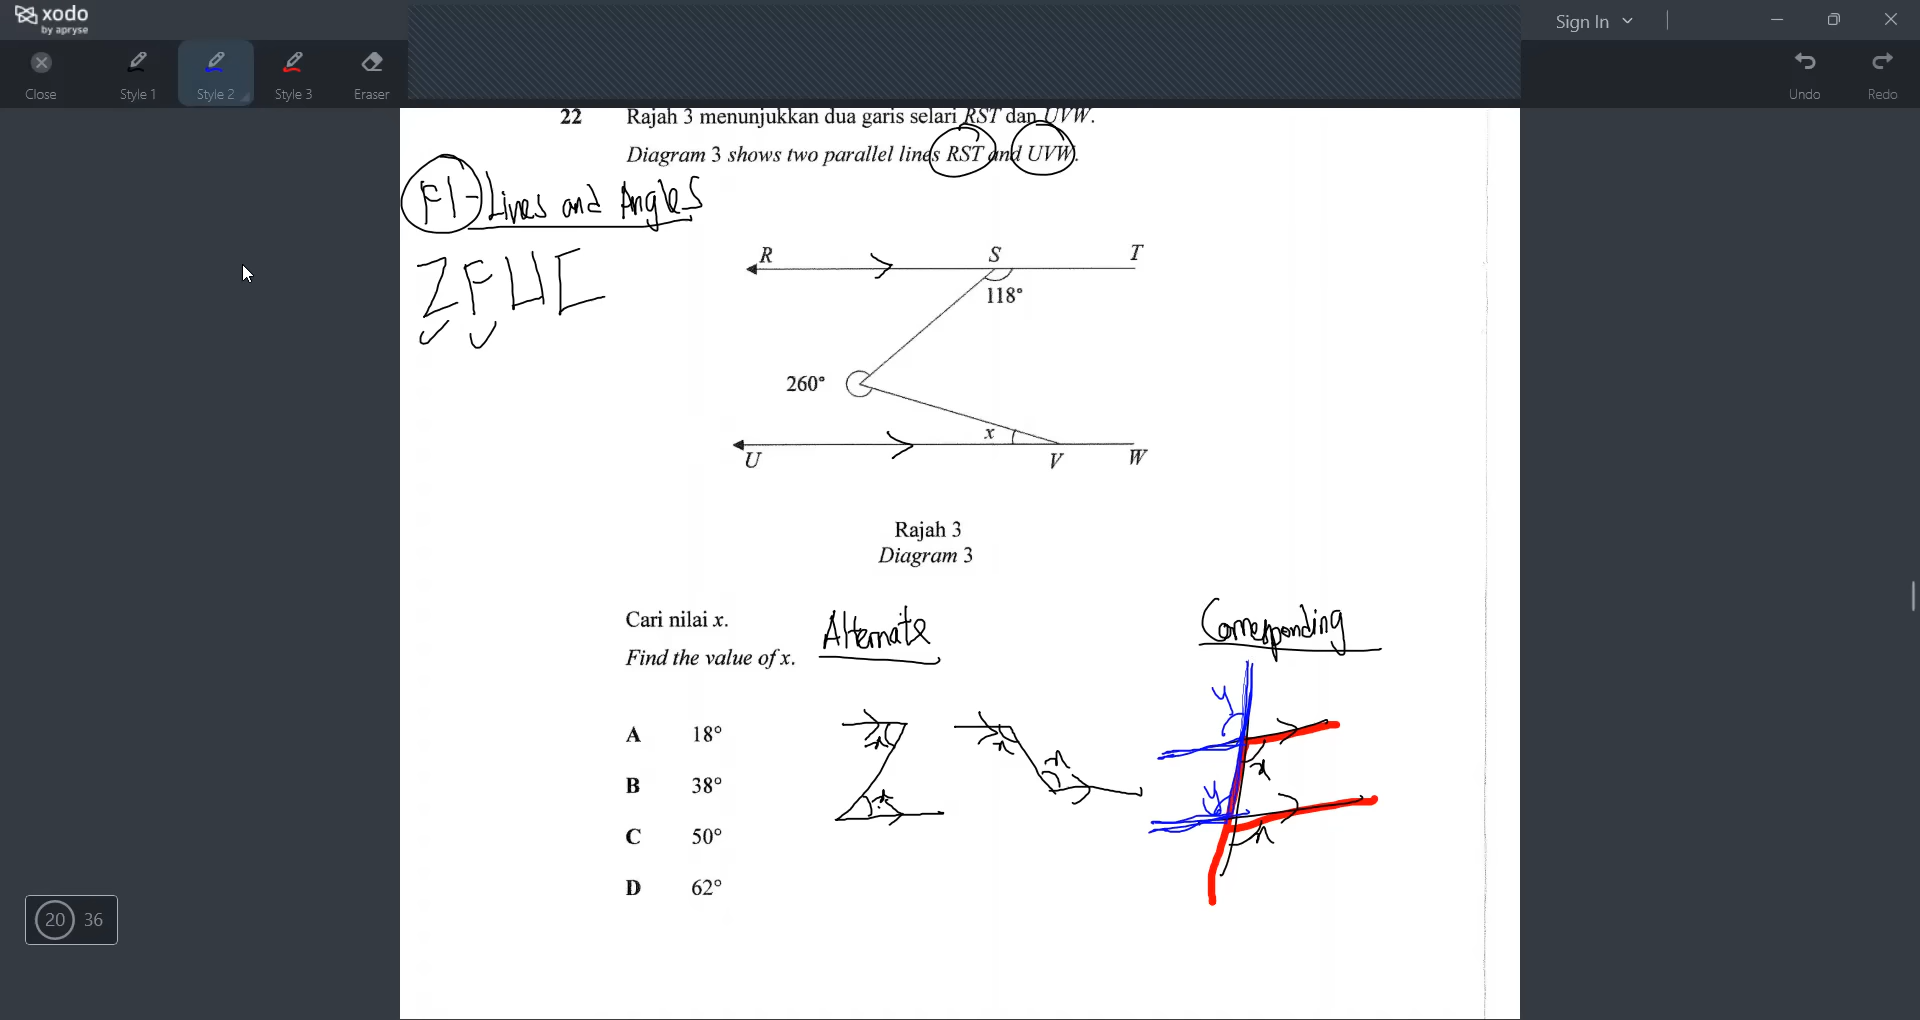 xodo
by apryse
Sign In
Close
Style 1
Style 2
Style 3
Eraser
Undo
Redo
22 Rajah 3 menunjukkan dua garis selari RST dan UVW.
Diagram 3 shows two parallel lines RST and UVW.
F1 - Lines and Angles
Z F U C
R S T
118°
260°
x
U V W
Rajah 3
Diagram 3
Cari nilai x.
Find the value of x.
Alternate
Corresponding
A 18°
B 38°
C 50°
D 62°
x
x
x
x
y
x
y
x
20 36